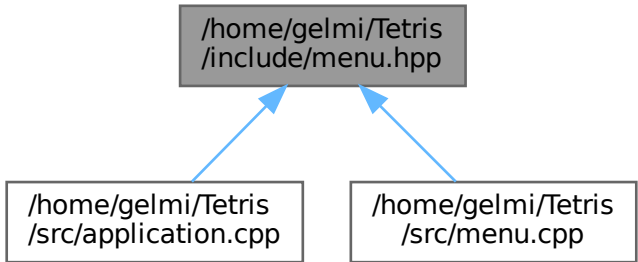 /home/gelmi/Tetris
/include/menu.hpp
/home/gelmi/Tetris
/src/application.cpp
/home/gelmi/Tetris
/src/menu.cpp